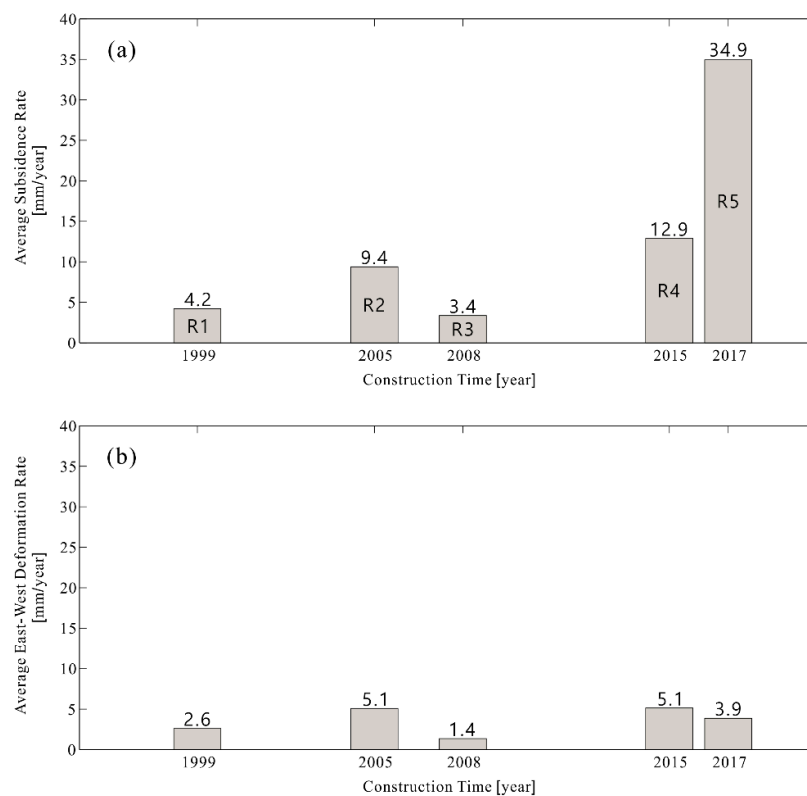 (a)
Average Subsidence Rate
[mm/year]
40
35
30
25
20
15
10
5
0
4.2
R1
9.4
R2
3.4
R3
12.9
R4
34.9
R5
1999 2005 2008 2015 2017
Construction Time [year]
(b)
Average East-West Deformation Rate
[mm/year]
40
35
30
25
20
15
10
5
0
2.6
5.1
1.4
5.1
3.9
1999 2005 2008 2015 2017
Construction Time [year]